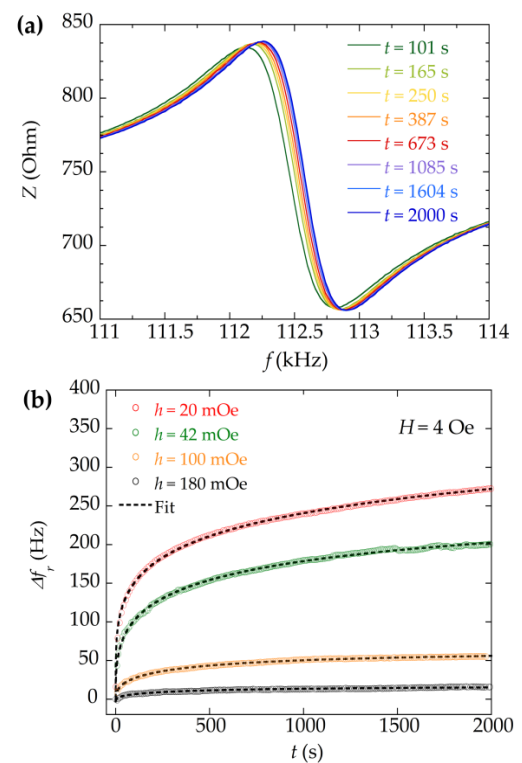 (a)
850
800
750
700
650
Z (Ohm)
t = 101 s
t = 165 s
t = 250 s
t = 387 s
t = 673 s
t = 1085 s
t = 1604 s
t = 2000 s
111 111.5 112 112.5 113 113.5 114
f (kHz)
(b)
400
350
300
250
200
150
100
50
0
Δfr (Hz)
h = 20 mOe
h = 42 mOe
h = 100 mOe
h = 180 mOe
Fit
H = 4 Oe
0 500 1000 1500 2000
t (s)